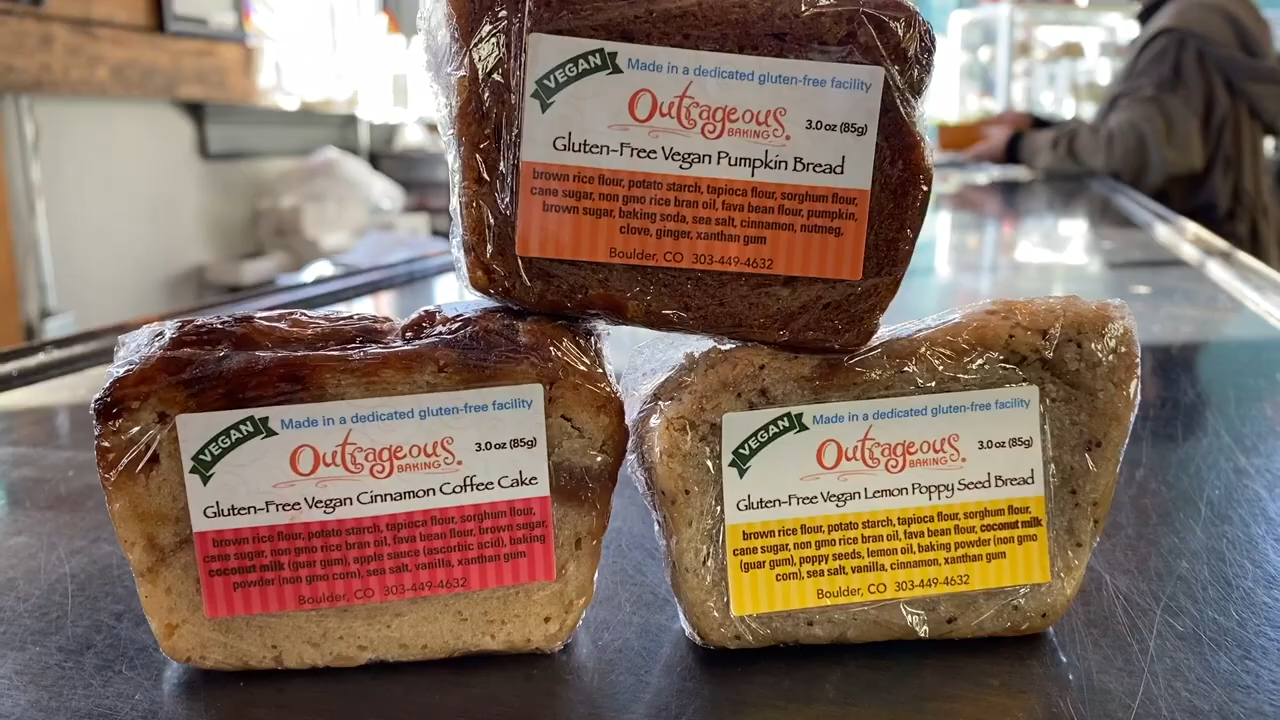 VEGAN
Made in a dedicated gluten-free facility
Outrageous
BAKING
3.0 oz (85g)
Gluten-Free Vegan Pumpkin Bread
brown rice flour, potato starch, tapioca flour, sorghum flour,
cane sugar, non gmo rice bran oil, fava bean flour, pumpkin,
brown sugar, baking soda, sea salt, cinnamon, nutmeg,
clove, ginger, xanthan gum
Boulder, CO 303-449-4632
VEGAN
Made in a dedicated gluten-free facility
Outrageous
BAKING
3.0 oz (85g)
Gluten-Free Vegan Cinnamon Coffee Cake
brown rice flour, potato starch, tapioca flour, sorghum flour,
cane sugar, non gmo rice bran oil, fava bean flour, brown sugar,
coconut milk (guar gum), apple sauce (ascorbic acid), baking
powder (non gmo corn), sea salt, vanilla, xanthan gum
Boulder, CO 303-449-4632
VEGAN
Made in a dedicated gluten-free facility
Outrageous
BAKING
3.0 oz (85g)
Gluten-Free Vegan Lemon Poppy Seed Bread
brown rice flour, potato starch, tapioca flour, sorghum flour,
cane sugar, non gmo rice bran oil, fava bean flour, coconut milk
(guar gum), poppy seeds, lemon oil, baking powder (non gmo
corn), sea salt, vanilla, cinnamon, xanthan gum
Boulder, CO 303-449-4632